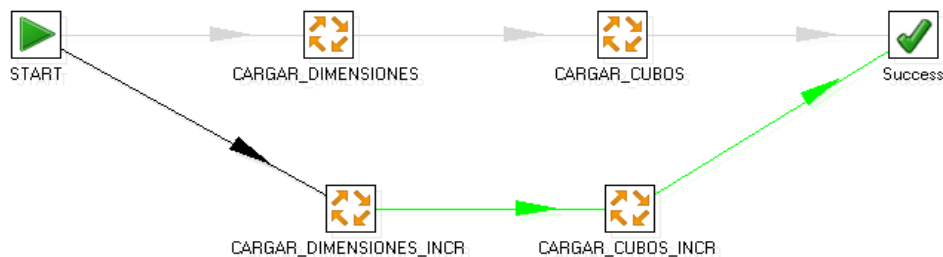 START
CARGAR_DIMENSIONES
CARGAR_CUBOS
Success
CARGAR_DIMENSIONES_INCR
CARGAR_CUBOS_INCR